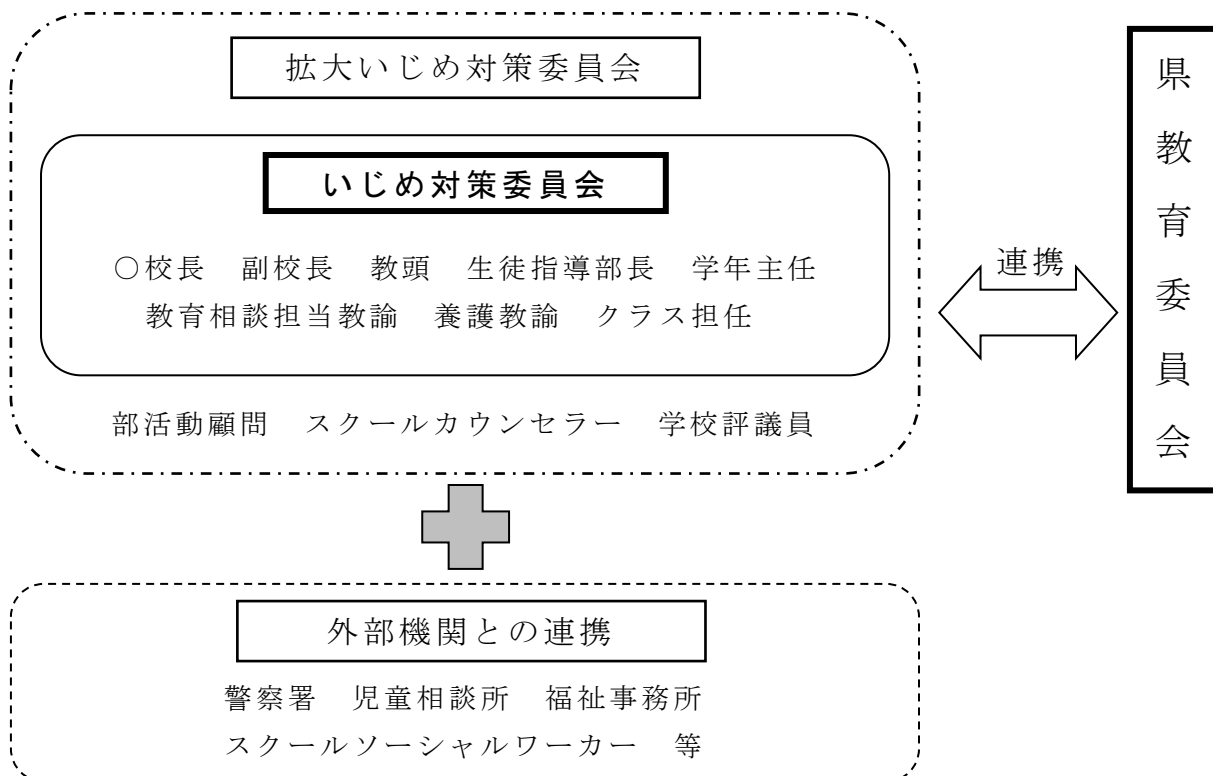 拡大いじめ対策委員会
いじめ対策委員会
○校長 副校長 教頭 生徒指導部長 学年主任
教育相談担当教諭 養護教諭 クラス担任
部活動顧問 スクールカウンセラー 学校評議員
連携
県教育委員会
外部機関との連携
警察署 児童相談所 福祉事務所
スクールソーシャルワーカー 等